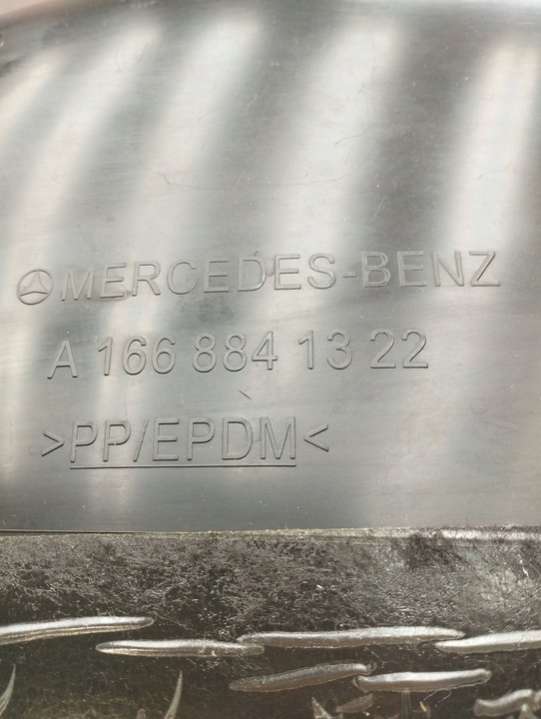 MERCEDES-BENZ
A 166 884 13 22
>PP/EPDM<